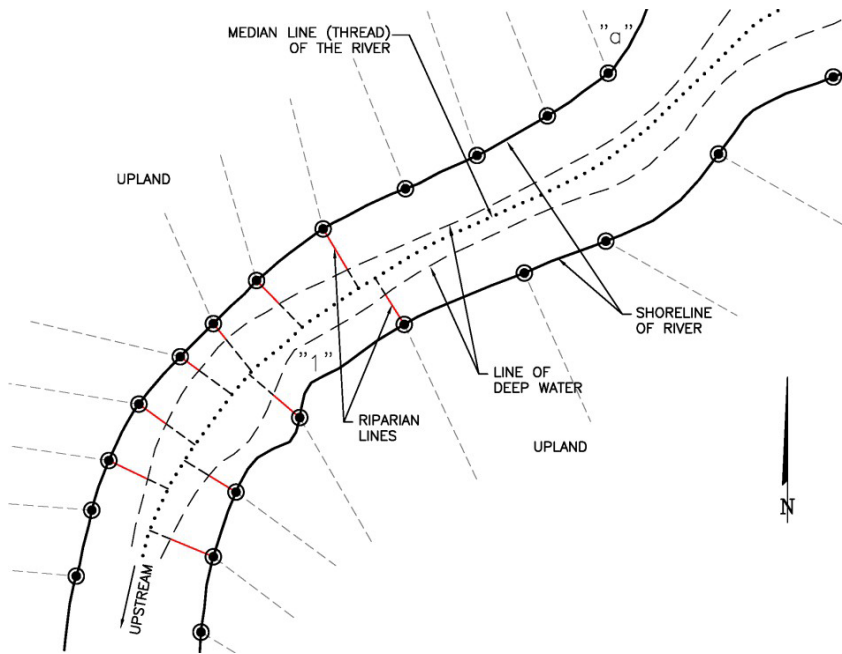 "a"
MEDIAN LINE (THREAD)
OF THE RIVER
UPLAND
SHORELINE
OF RIVER
"1"
LINE OF
DEEP WATER
RIPARIAN
LINES
UPLAND
N
UPSTREAM